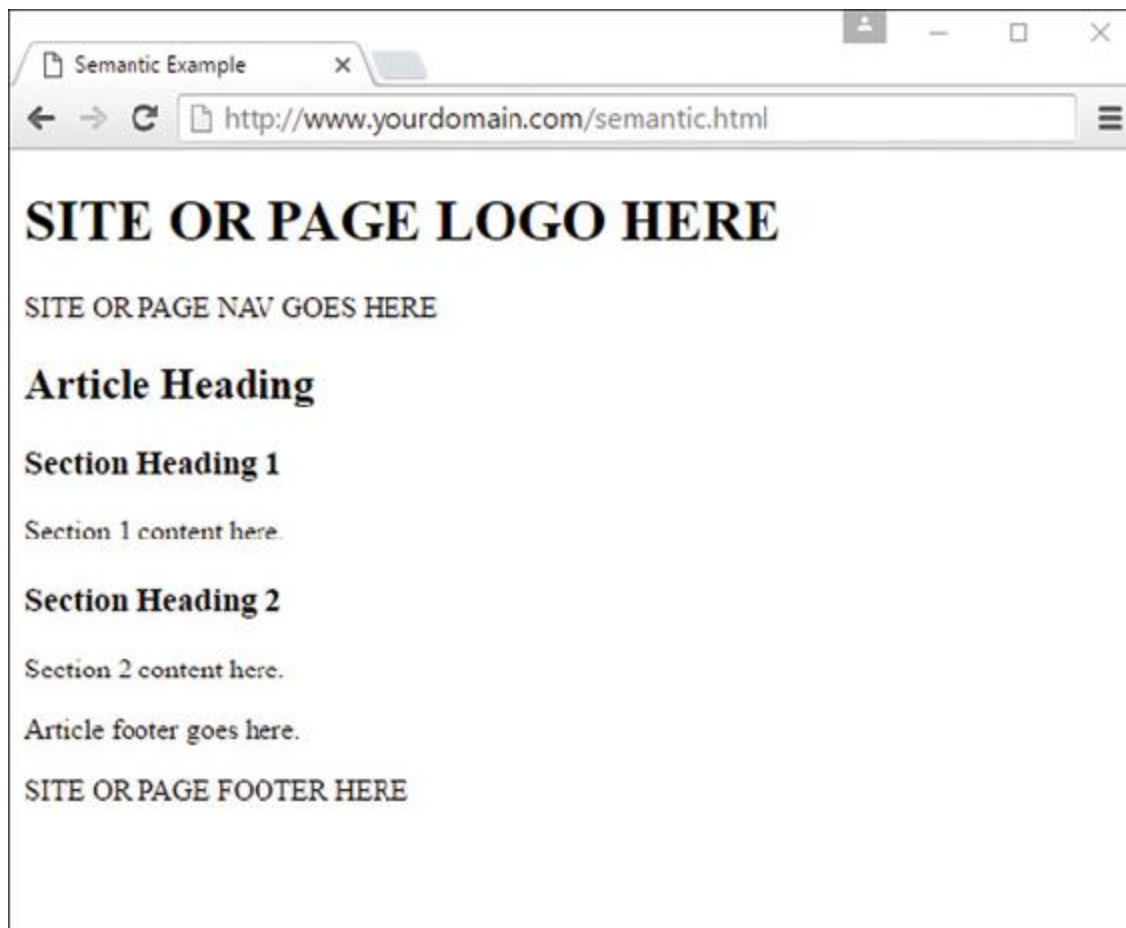 Semantic Example
http://www.yourdomain.com/semantic.html
SITE OR PAGE LOGO HERE
SITE OR PAGE NAV GOES HERE
Article Heading
Section Heading 1
Section 1 content here.
Section Heading 2
Section 2 content here.
Article footer goes here.
SITE OR PAGE FOOTER HERE